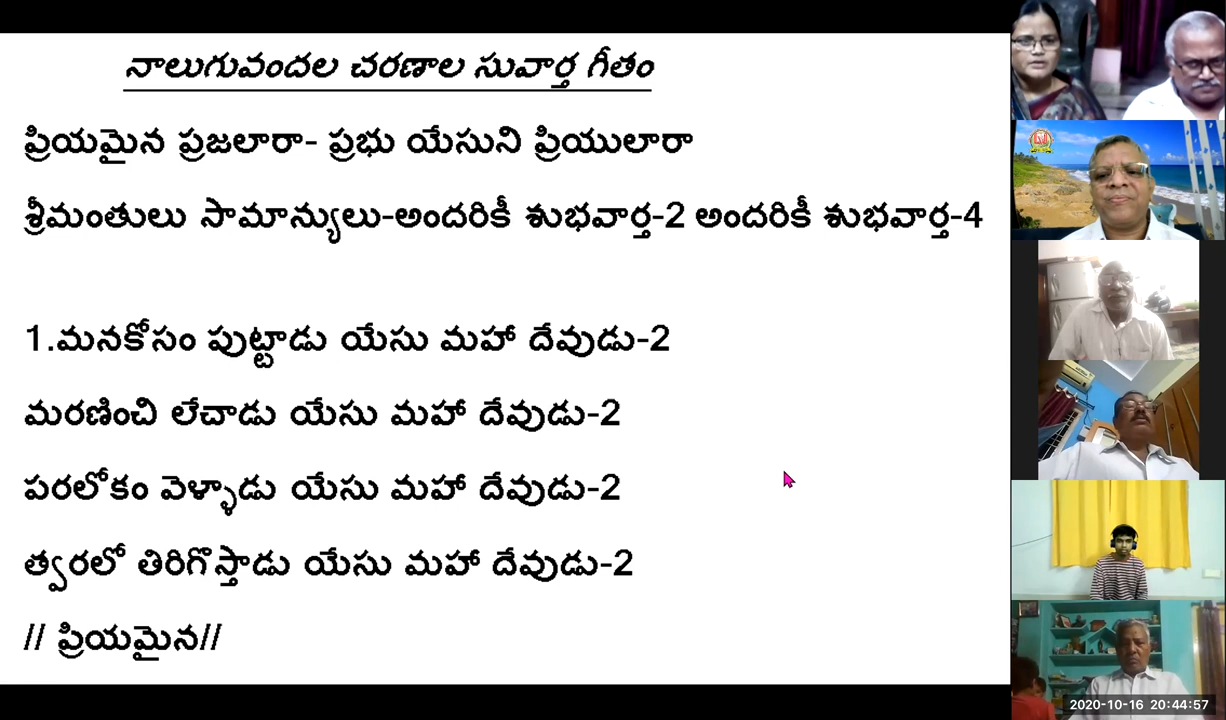 నాలుగువందల చరణాల సువార్త గీతం
ప్రియమైన ప్రజలారా- ప్రభు యేసుని ప్రియులారా
శ్రీమంతులు సామాన్యులు-అందరికీ శుభవార్త-2 అందరికీ శుభవార్త-4
1.మనకోసం పుట్టాడు యేసు మహా దేవుడు-2
మరణించి లేచాడు యేసు మహా దేవుడు-2
పరలోకం వెళ్ళాడు యేసు మహా దేవుడు-2
త్వరలో తిరిగొస్తాడు యేసు మహా దేవుడు-2
// ప్రియమైన//
2020-10-16 20:44:57